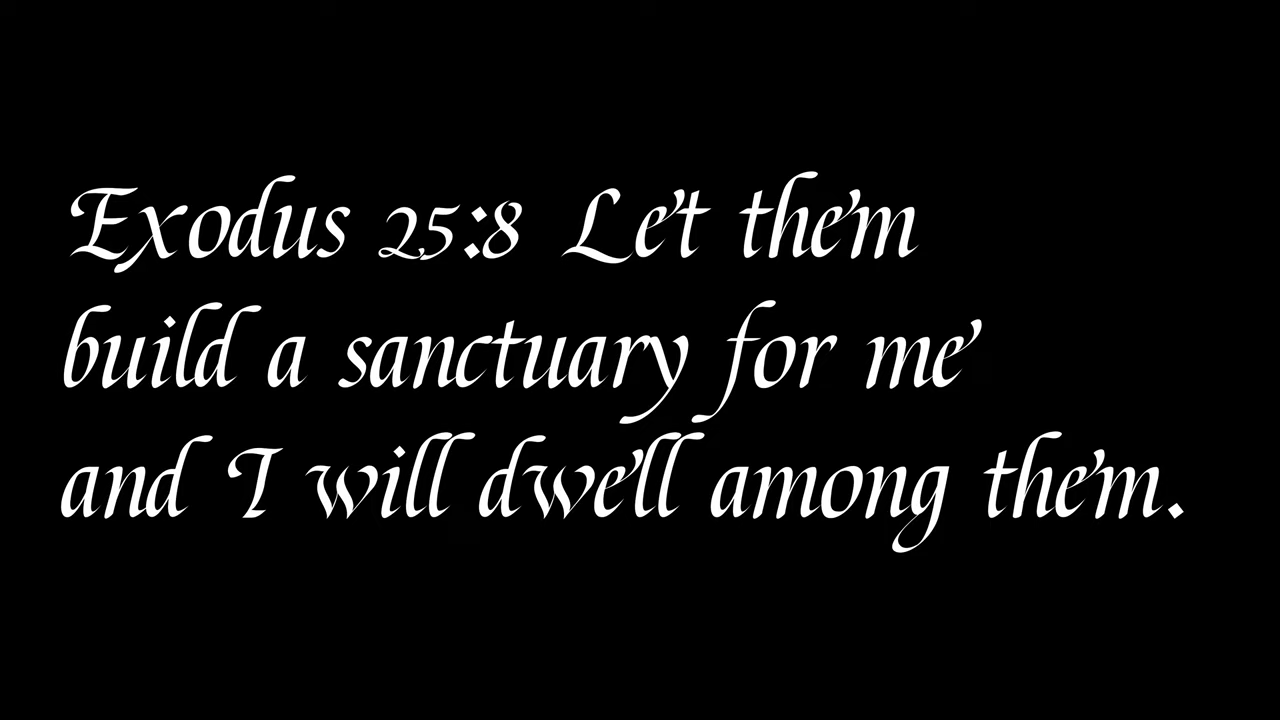 Exodus 25:8 Let them
build a sanctuary for me
and I will dwell among them.